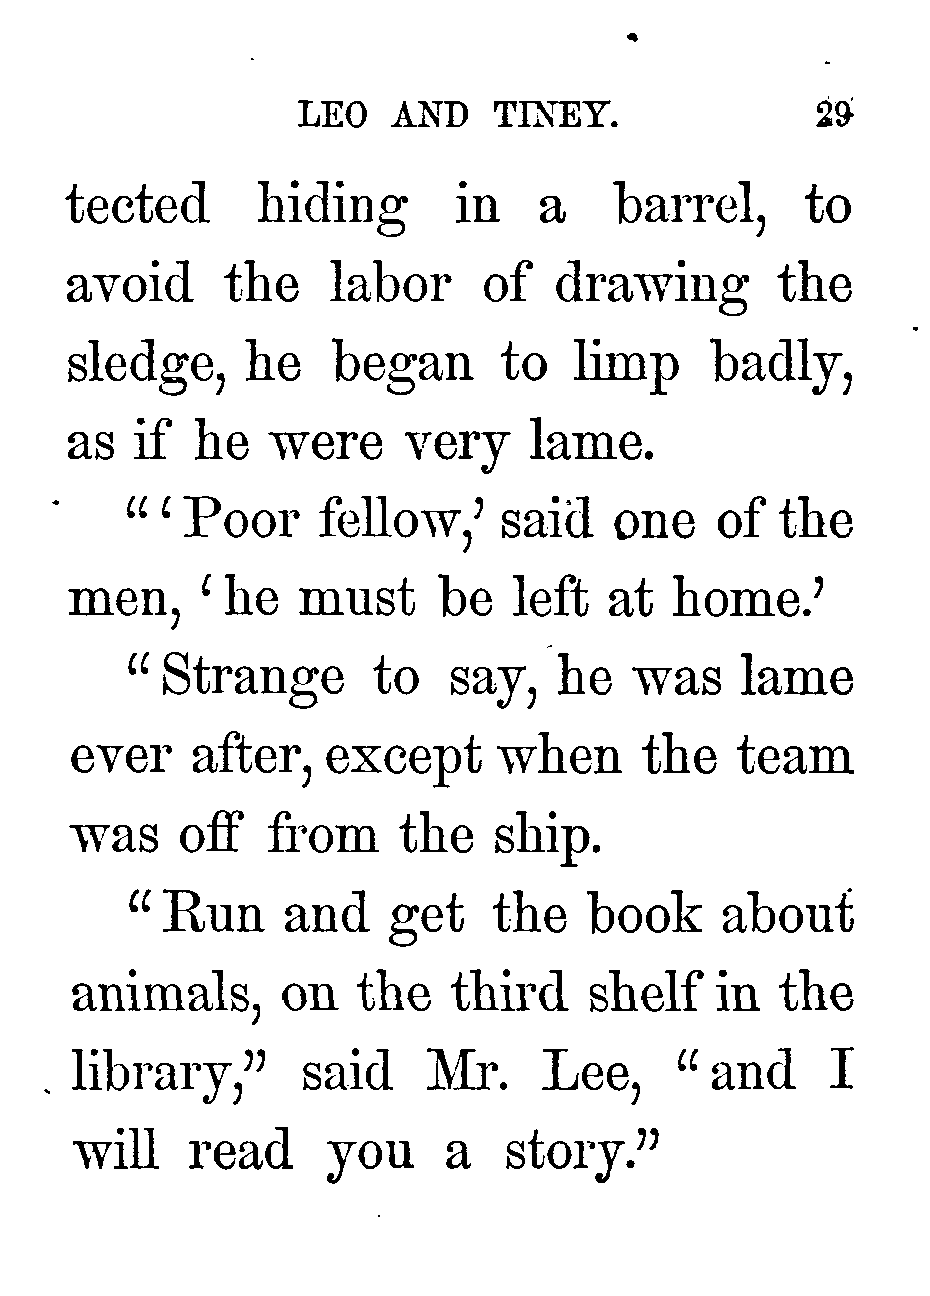 LEO AND TINEY. 29
tected hiding in a barrel, to
avoid the labor of drawing the
sledge, he began to limp badly,
as if he were very lame.
“ ‘Poor fellow,’ said one of the
men, ‘he must be left at home.’
“Strange to say, he was lame
ever after, except when the team
was off from the ship.
“Run and get the book about
animals, on the third shelf in the
library,” said Mr. Lee, “and I
will read you a story.”